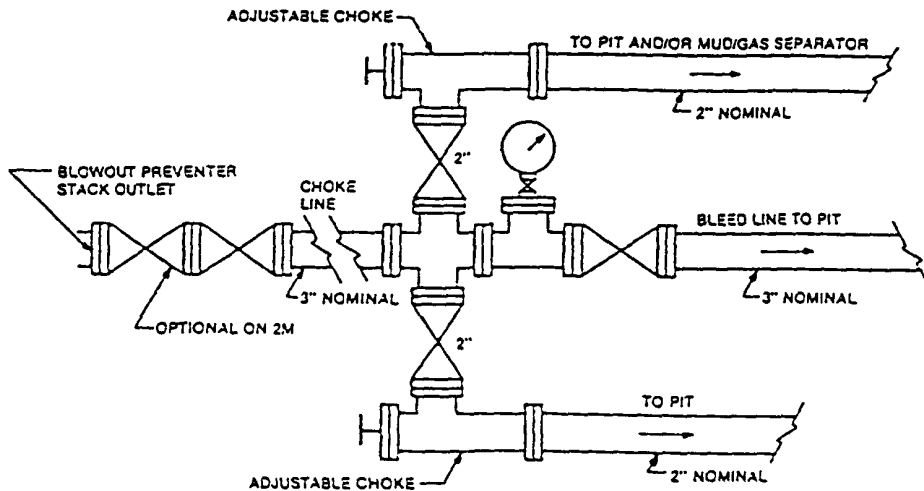 ADJUSTABLE CHOKE
TO PIT AND/OR MUD/GAS SEPARATOR
2" NOMINAL
2"
BLOWOUT PREVENTER
STACK OUTLET
CHOKE
LINE
BLEED LINE TO PIT
3" NOMINAL
3" NOMINAL
OPTIONAL ON 2M
2"
TO PIT
ADJUSTABLE CHOKE
2" NOMINAL